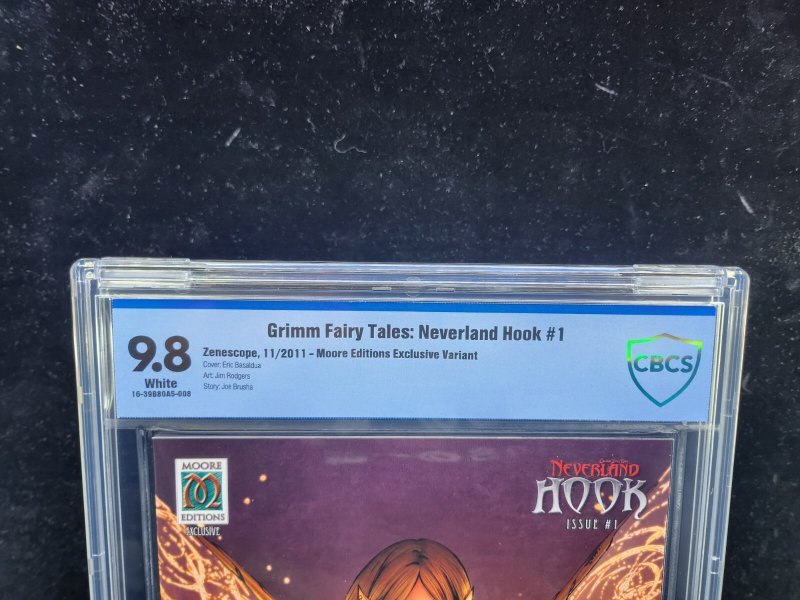 Grimm Fairy Tales: Neverland Hook #1
9.8
White
16-39B80A5-008
Zenescope, 11/2011 - Moore Editions Exclusive Variant
Cover: Eric Basaldua
Art: Jim Rodgers
Story: Joe Brusha
CBCS
MOORE
EDITIONS
EXCLUSIVE
NEVERLAND
HOOK
ISSUE #1